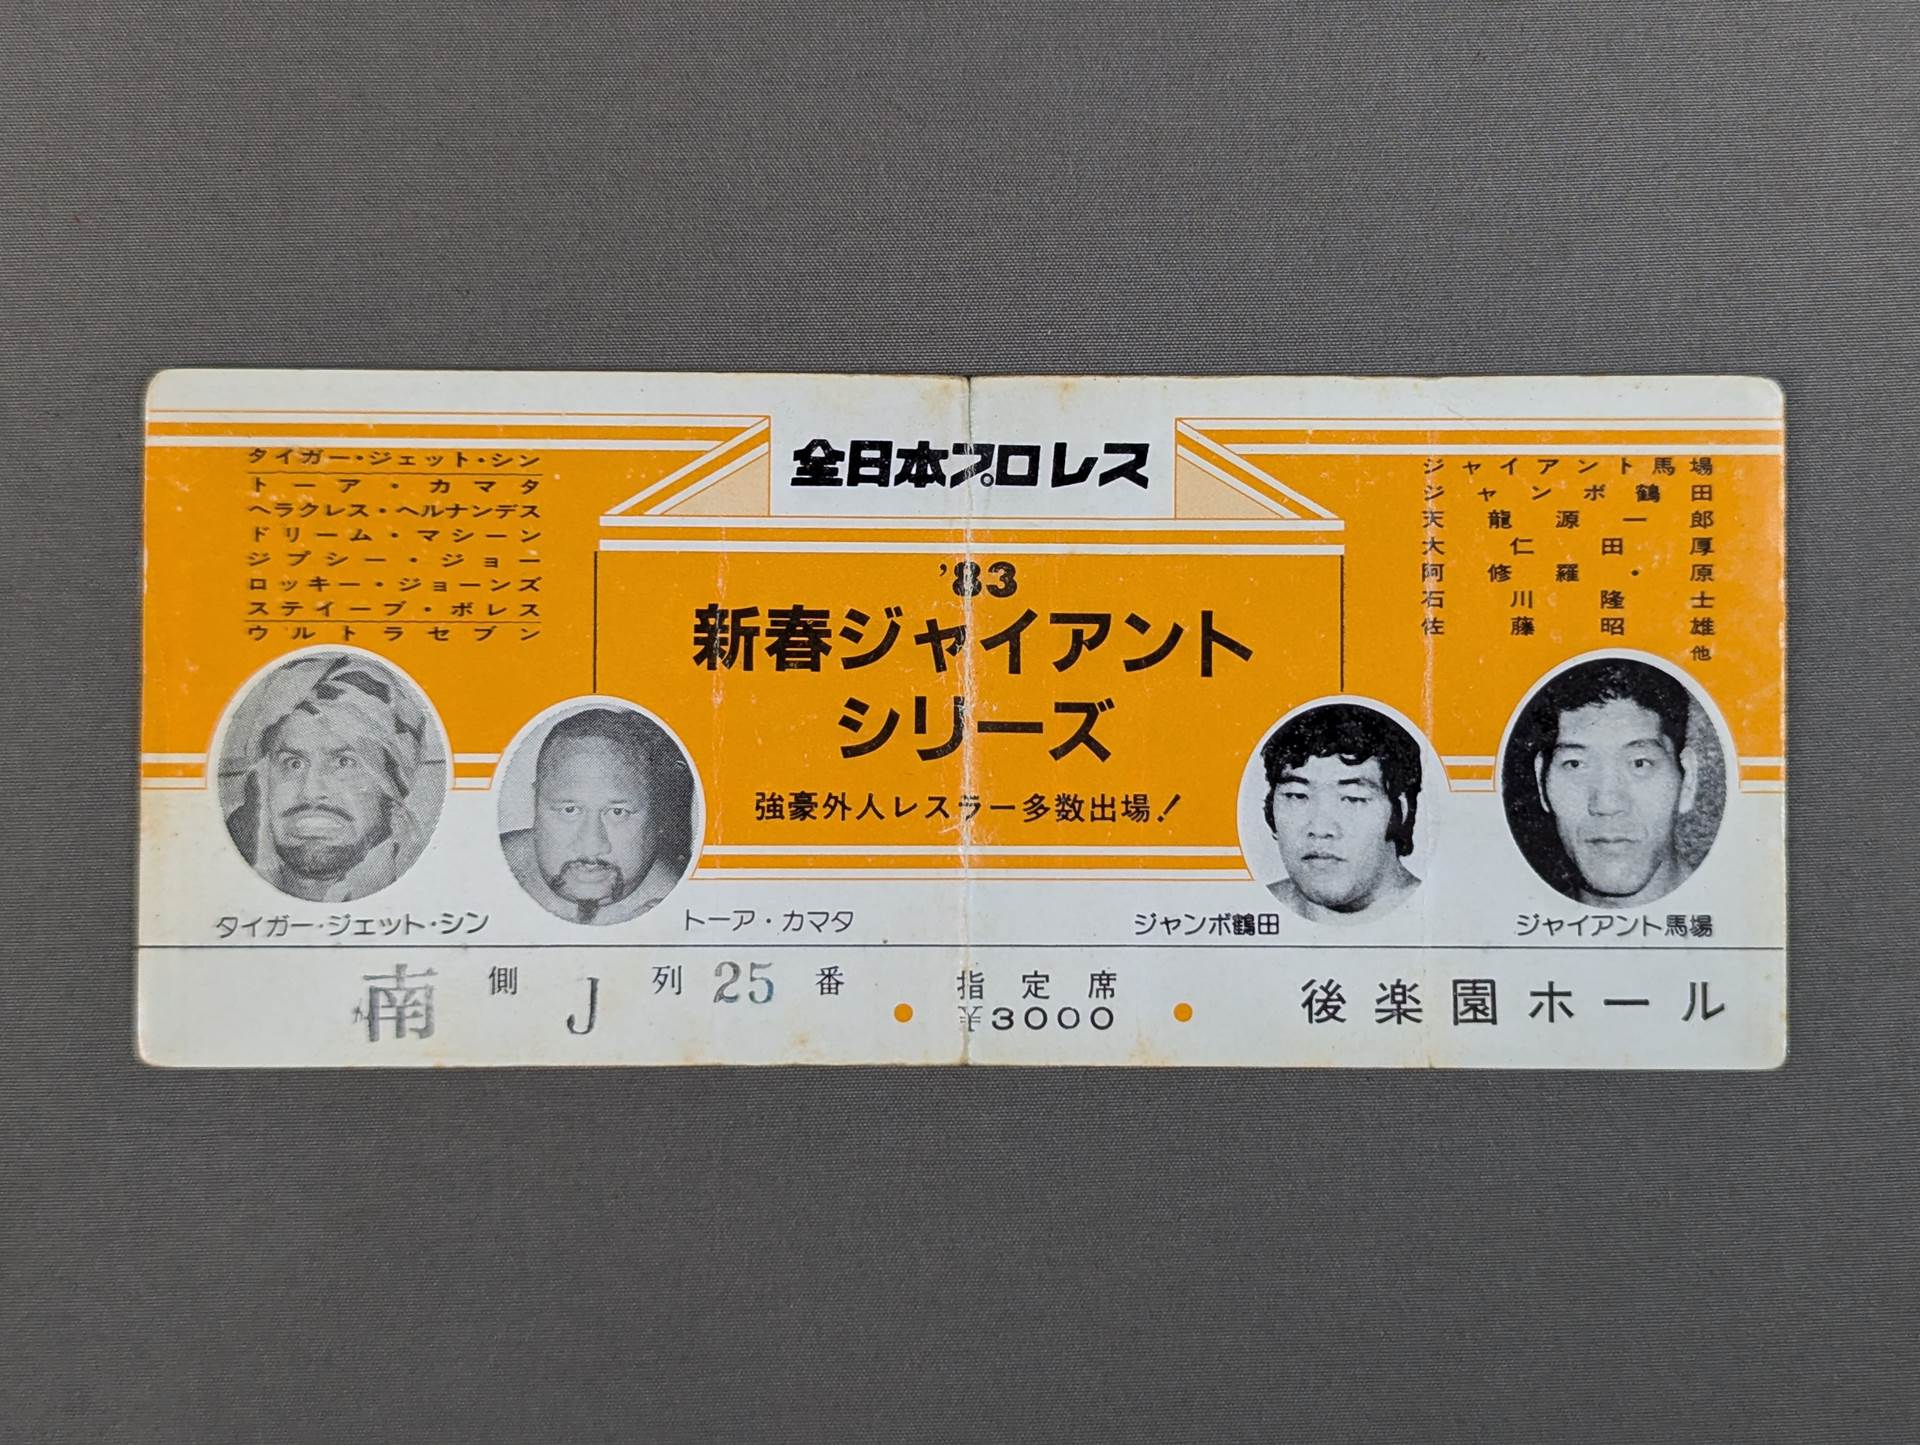 全日本プロレス
タイガー・ジェット・シン
トーア・カマタ
ヘラクレス・ヘルナンデス
ドリーム・マシーン
ジプシー・ジョー
ロッキー・ジョーンズ
スティーブ・ボレス
ウルトラセブン
'83
新春ジャイアント
シリーズ
強豪外人レスラー多数出場!
ジャイアント馬場
ジャンボ鶴田
天龍源一郎
大仁田厚
阿修羅・原
石川隆士
佐藤昭雄
他
タイガー・ジェット・シン
トーア・カマタ
ジャンボ鶴田
ジャイアント馬場
南側 J列 25番
指定席
¥3000
後楽園ホール